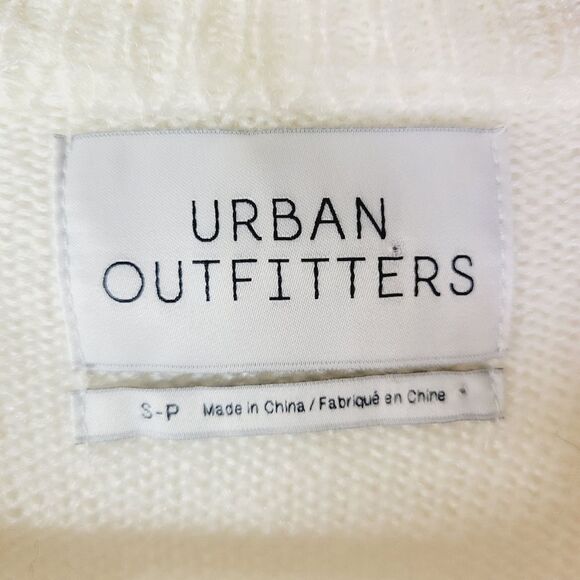 URBAN
OUTFITTERS
S-P Made in China / Fabriqué en Chine